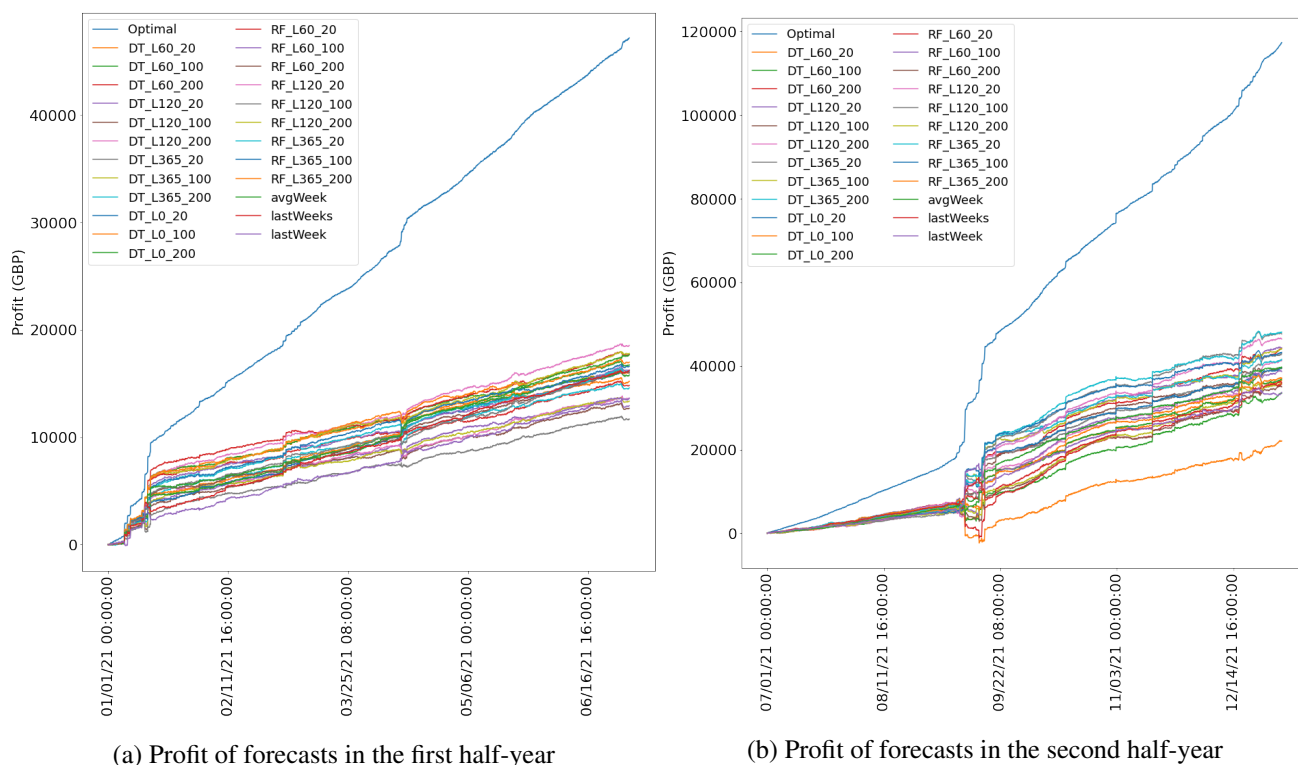 Profit (GBP)
40000
30000
20000
10000
0
Optimal
DT_L60_20
DT_L60_100
DT_L60_200
DT_L120_20
DT_L120_100
DT_L120_200
DT_L365_20
DT_L365_100
DT_L365_200
DT_L0_20
DT_L0_100
DT_L0_200
RF_L60_20
RF_L60_100
RF_L60_200
RF_L120_20
RF_L120_100
RF_L120_200
RF_L365_20
RF_L365_100
RF_L365_200
avgWeek
lastWeeks
lastWeek
01/01/21 00:00:00
02/11/21 16:00:00
03/25/21 08:00:00
05/06/21 00:00:00
06/16/21 16:00:00
(a) Profit of forecasts in the first half-year
Profit (GBP)
120000
100000
80000
60000
40000
20000
0
Optimal
DT_L60_20
DT_L60_100
DT_L60_200
DT_L120_20
DT_L120_100
DT_L120_200
DT_L365_20
DT_L365_100
DT_L365_200
DT_L0_20
DT_L0_100
DT_L0_200
RF_L60_20
RF_L60_100
RF_L60_200
RF_L120_20
RF_L120_100
RF_L120_200
RF_L365_20
RF_L365_100
RF_L365_200
avgWeek
lastWeeks
lastWeek
07/01/21 00:00:00
08/11/21 16:00:00
09/22/21 08:00:00
11/03/21 00:00:00
12/14/21 16:00:00
(b) Profit of forecasts in the second half-year